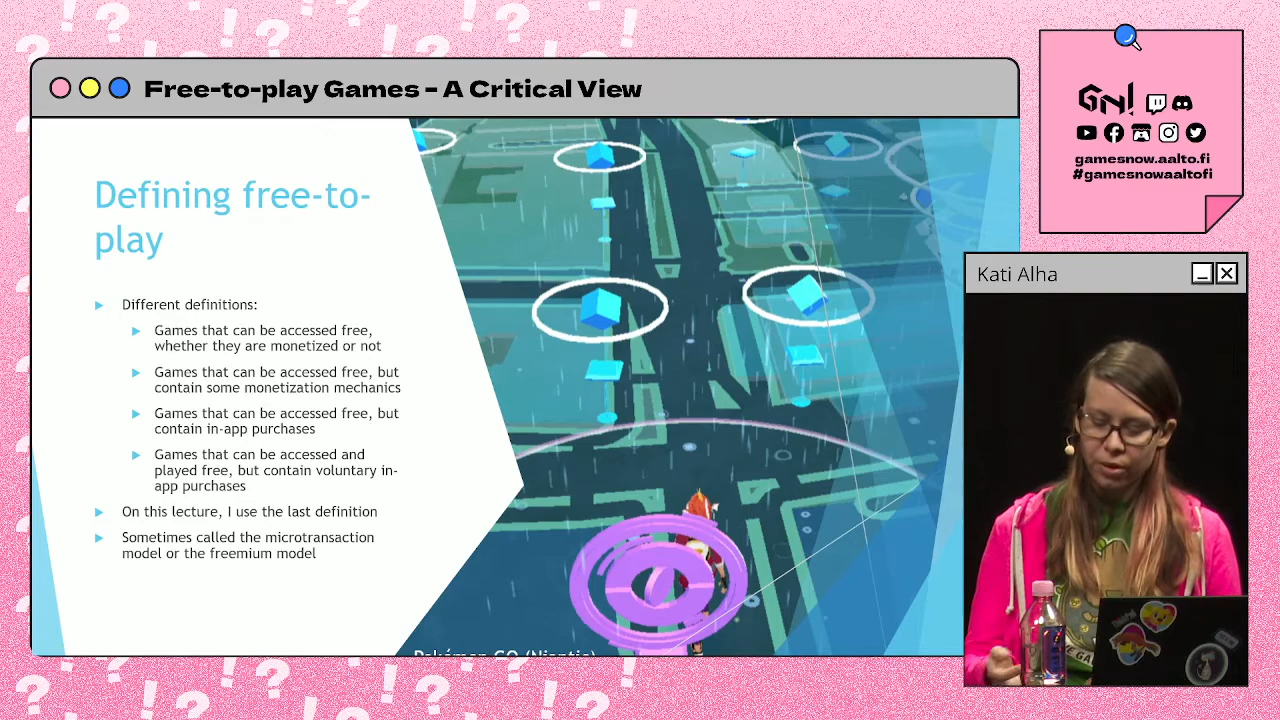 Free-to-play Games – A Critical View
GN!
gamesnow.aalto.fi
#gamesnowaaltofi
Defining free-to-
play
Different definitions:
Games that can be accessed free,
whether they are monetized or not
Games that can be accessed free, but
contain some monetization mechanics
Games that can be accessed free, but
contain in-app purchases
Games that can be accessed and
played free, but contain voluntary in-
app purchases
On this lecture, I use the last definition
Sometimes called the microtransaction
model or the freemium model
Pokémon GO (Niantic)
Kati Alha